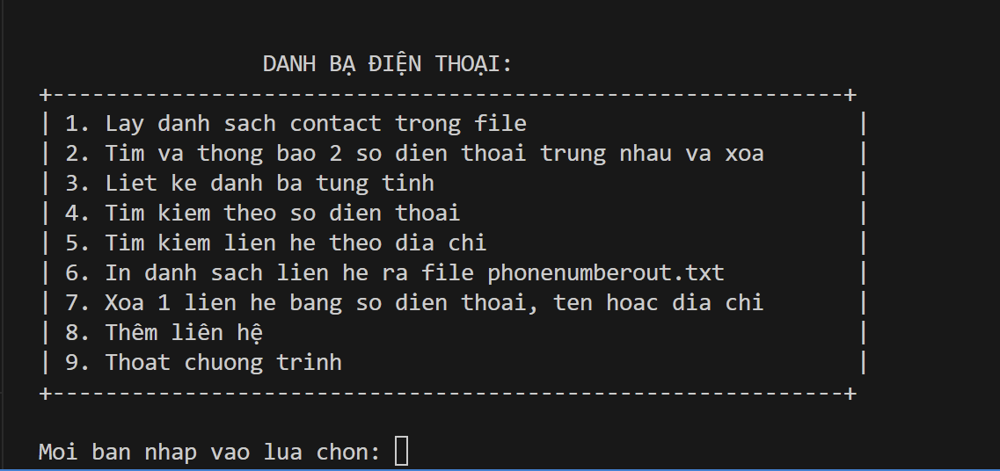 DANH BẠ ĐIỆN THOẠI:
+------------------------------------------------------------+
| 1. Lay danh sach contact trong file                         |
| 2. Tim va thong bao 2 so dien thoai trung nhau va xoa       |
| 3. Liet ke danh ba tung tinh                                |
| 4. Tim kiem theo so dien thoai                              |
| 5. Tim kiem lien he theo dia chi                            |
| 6. In danh sach lien he ra file phonenumberout.txt          |
| 7. Xoa 1 lien he bang so dien thoai, ten hoac dia chi       |
| 8. Thêm liên hệ                                             |
| 9. Thoat chuong trinh                                       |
+------------------------------------------------------------+
Moi ban nhap vao lua chon: